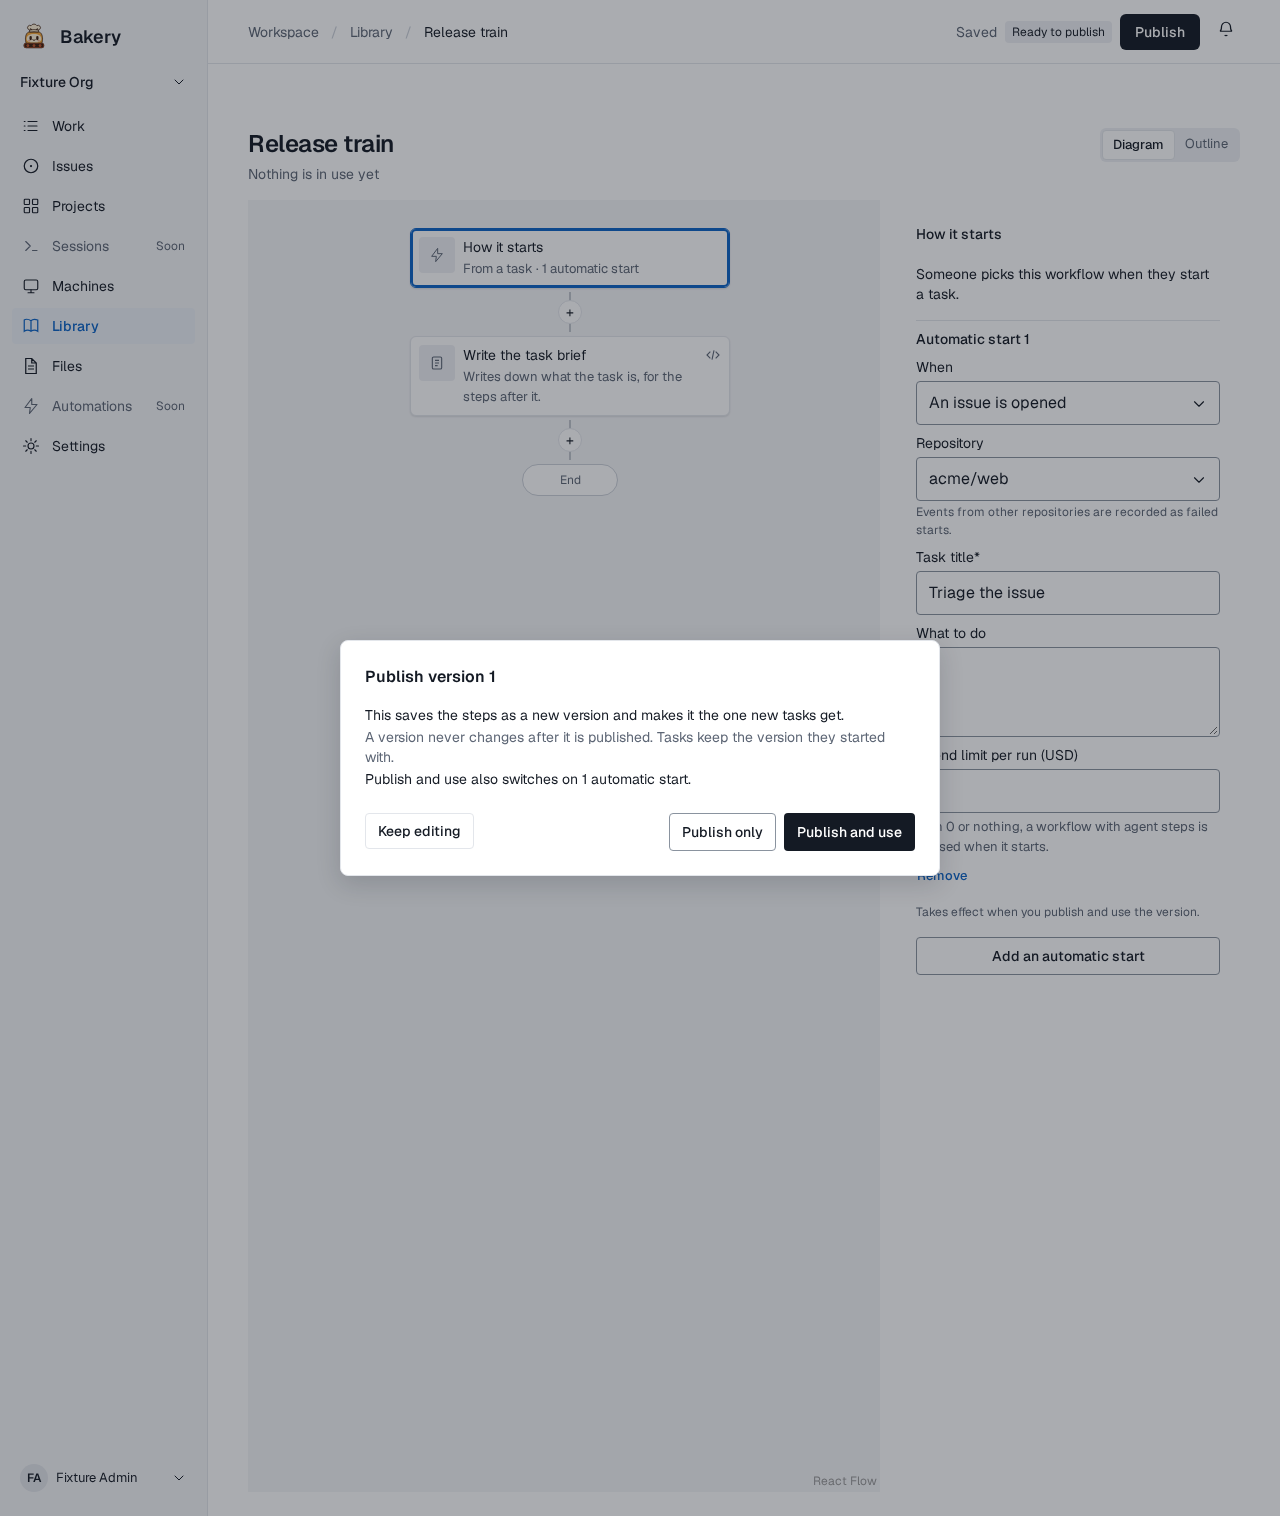 Bakery
Fixture Org
Work
Issues
Projects
Sessions Soon
Machines
Library
Files
Automations Soon
Settings
FA Fixture Admin
Workspace / Library / Release train
Saved Ready to publish Publish
Release train
Nothing is in use yet
Diagram Outline
How it starts
From a task · 1 automatic start
+
Write the task brief
Writes down what the task is, for the
steps after it.
+
End
React Flow
How it starts
Someone picks this workflow when they start
a task.
Automatic start 1
When
An issue is opened
Repository
acme/web
Events from other repositories are recorded as failed
starts.
Task title*
Triage the issue
What to do
nd limit per run (USD)
0 or nothing, a workflow with agent steps is
sed when it starts.
Remove
Takes effect when you publish and use the version.
Add an automatic start
Publish version 1
This saves the steps as a new version and makes it the one new tasks get.
A version never changes after it is published. Tasks keep the version they started
with.
Publish and use also switches on 1 automatic start.
Keep editing Publish only Publish and use